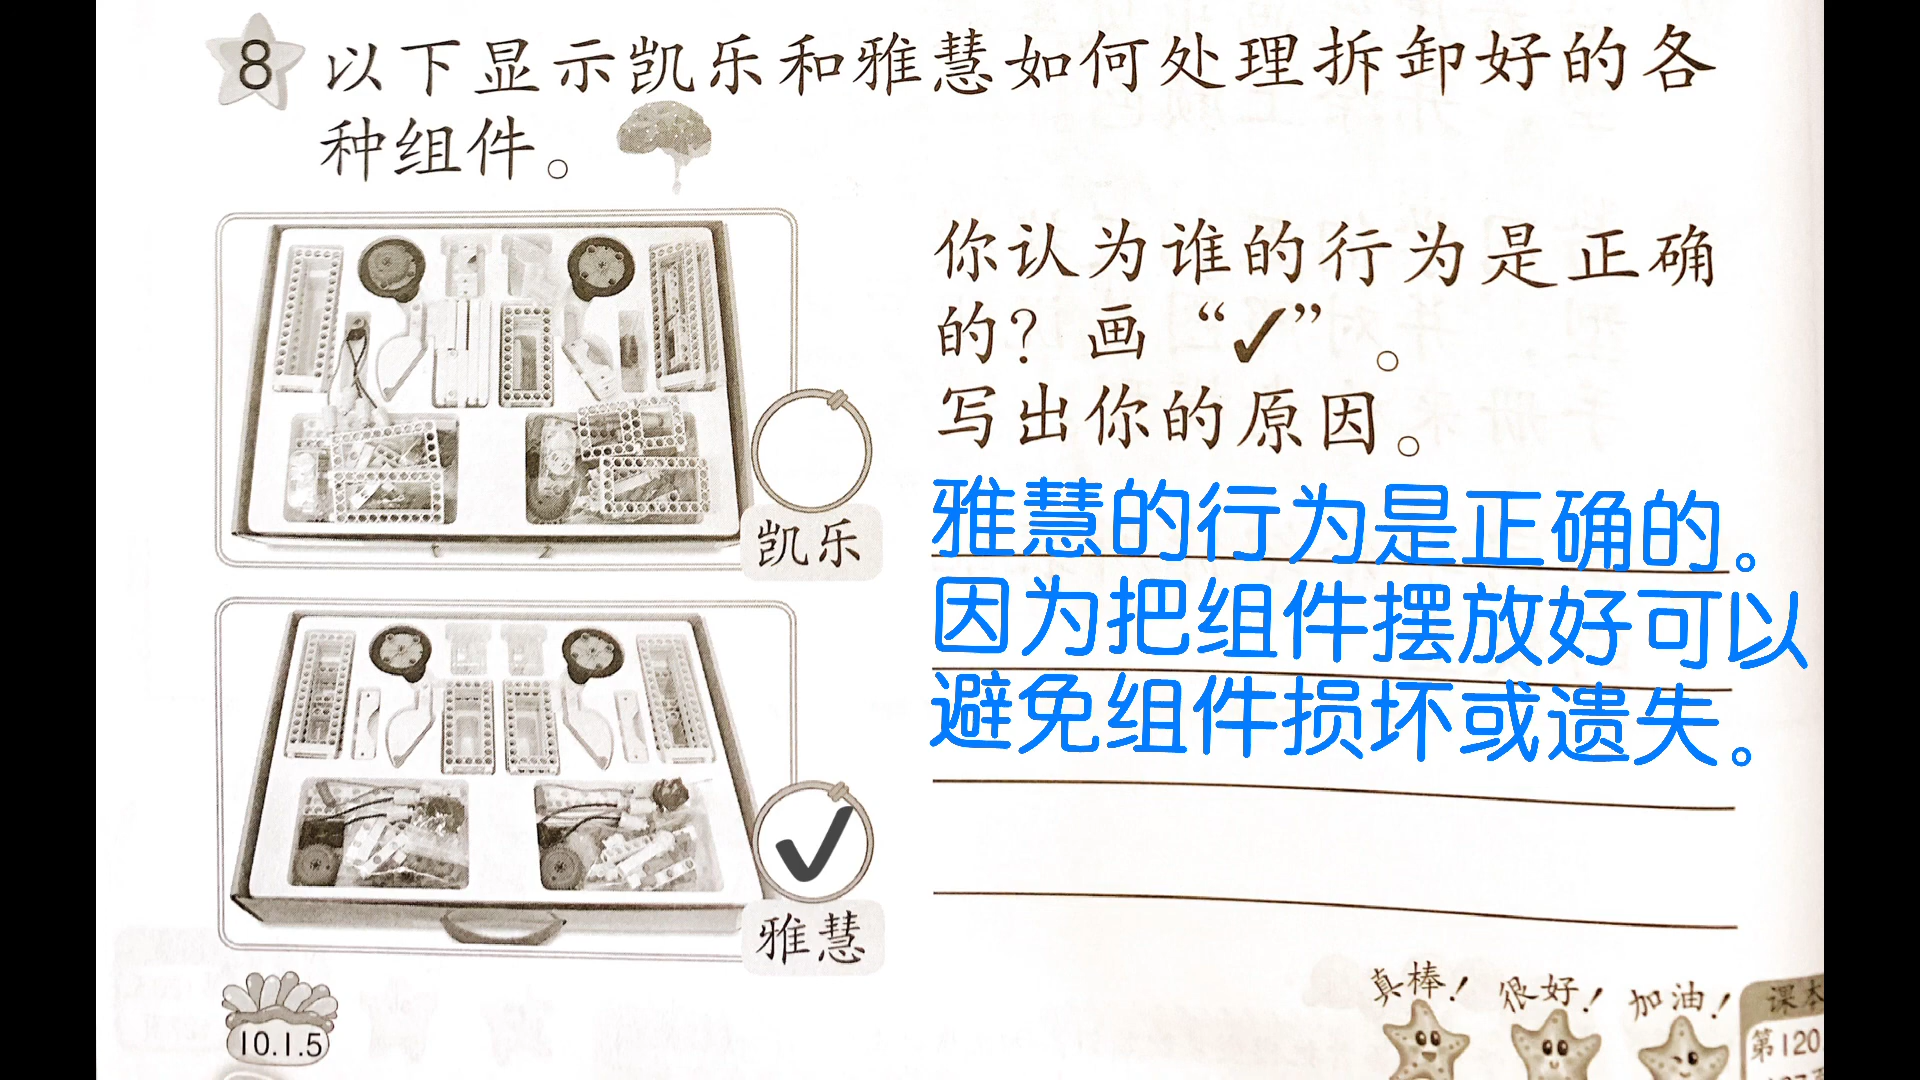 8 以下显示凯乐和雅慧如何处理拆卸好的各
种组件。
你认为谁的行为是正确
的？画“✓”。
写出你的原因。
雅慧的行为是正确的。
因为把组件摆放好可以
避免组件损坏或遗失。
凯乐
雅慧
10.1.5
真棒！ 很好！ 加油！
课本
第120